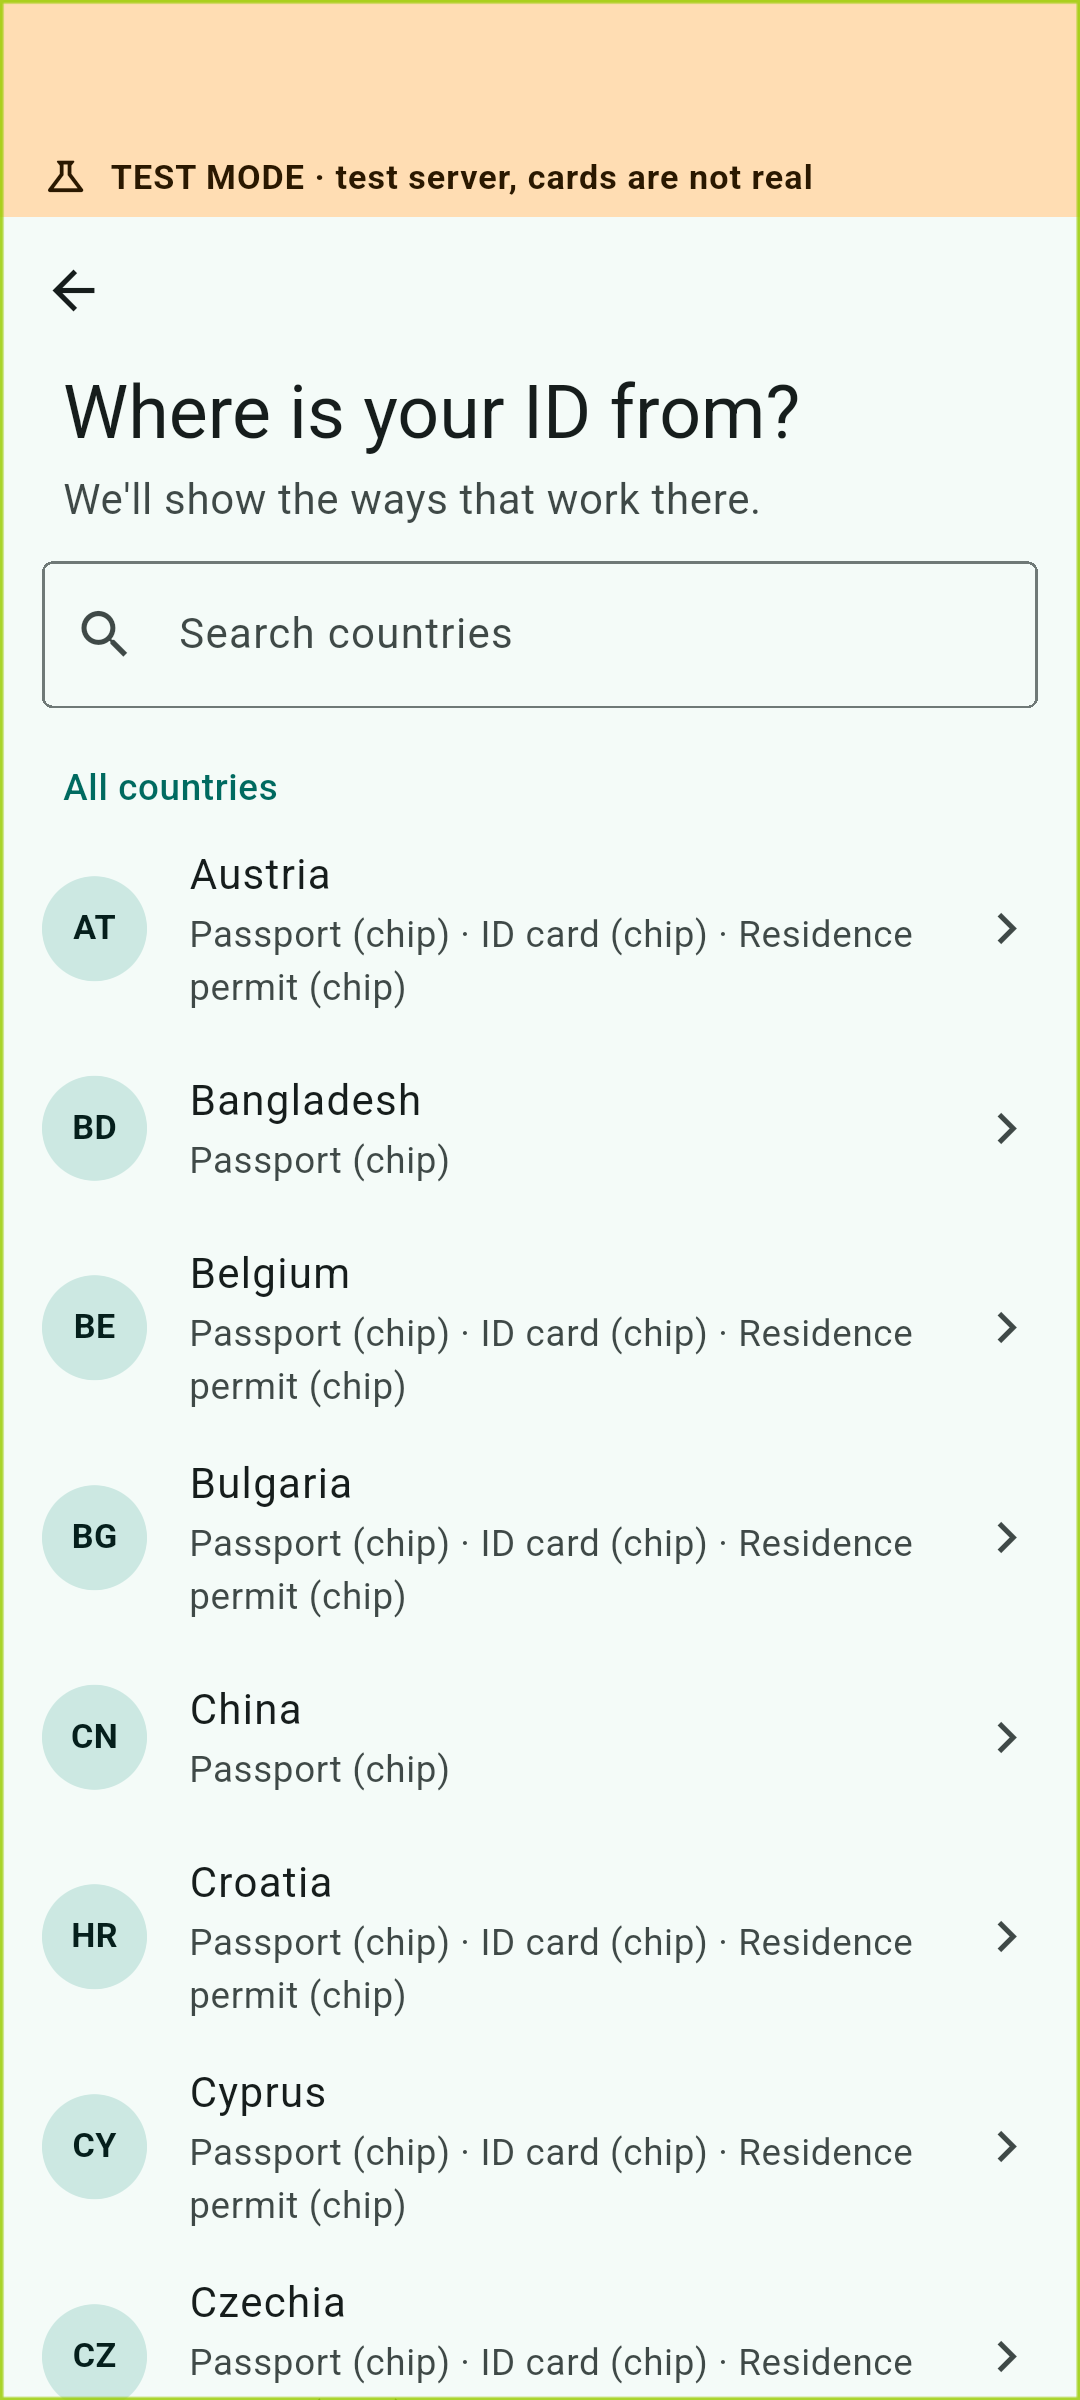 TEST MODE · test server, cards are not real
Where is your ID from?
We'll show the ways that work there.
Search countries
All countries
AT
Austria
Passport (chip) · ID card (chip) · Residence
permit (chip)
BD
Bangladesh
Passport (chip)
BE
Belgium
Passport (chip) · ID card (chip) · Residence
permit (chip)
BG
Bulgaria
Passport (chip) · ID card (chip) · Residence
permit (chip)
CN
China
Passport (chip)
HR
Croatia
Passport (chip) · ID card (chip) · Residence
permit (chip)
CY
Cyprus
Passport (chip) · ID card (chip) · Residence
permit (chip)
CZ
Czechia
Passport (chip) · ID card (chip) · Residence